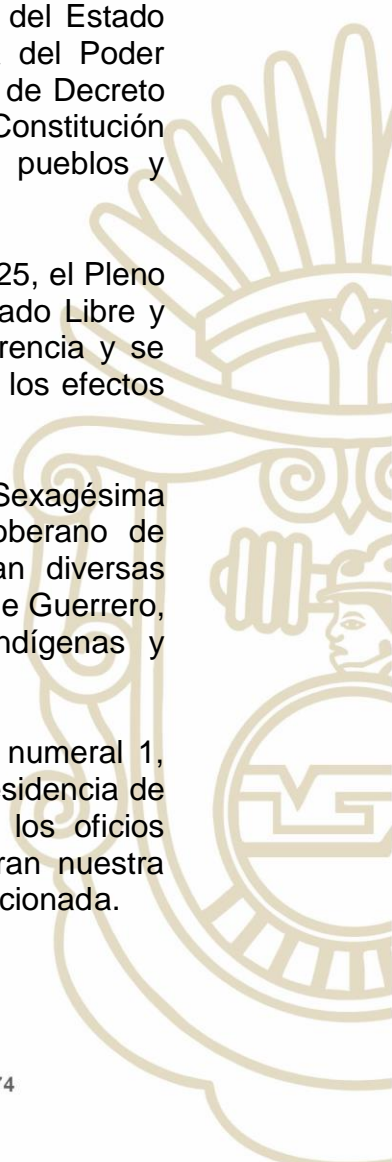 del Estado
del Poder
de Decreto
Constitución
pueblos y
25, el Pleno
ado Libre y
rencia y se
los efectos
Sexagésima
oberano de
an diversas
e Guerrero,
ndígenas y
numeral 1,
esidencia de
los oficios
ran nuestra
cionada.
74